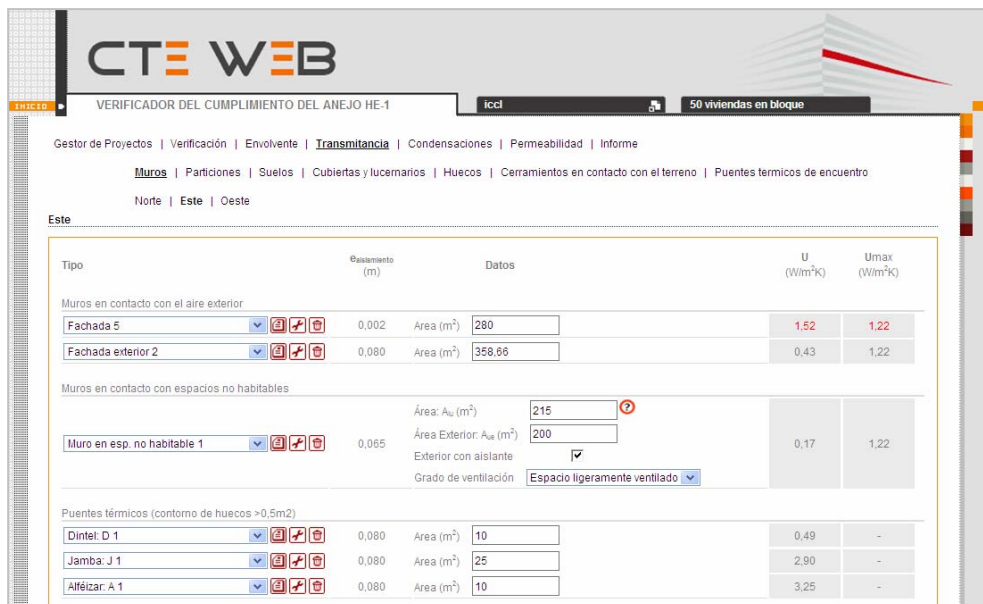 CTE WEB
INICIO
VERIFICADOR DEL CUMPLIMIENTO DEL ANEJO HE-1
iccl
50 viviendas en bloque
Gestor de Proyectos | Verificación | Envolvente | Transmitancia | Condensaciones | Permeabilidad | Informe
Muros | Particiones | Suelos | Cubiertas y lucernarios | Huecos | Cerramientos en contacto con el terreno | Puentes termicos de encuentro
Norte | Este | Oeste
Este
Tipo e aislamiento (m) Datos U (W/m²K) Umax (W/m²K)
Muros en contacto con el aire exterior
Fachada 5 0,002 Area (m²) 280 1,52 1,22
Fachada exterior 2 0,080 Area (m²) 358,66 0,43 1,22
Muros en contacto con espacios no habitables
Área: Aiu (m²) 215 ?
Área Exterior: Aue (m²) 200
Muro en esp. no habitable 1 0,065 0,17 1,22
Exterior con aislante
Grado de ventilación Espacio ligeramente ventilado
Puentes térmicos (contorno de huecos >0,5m2)
Dintel: D 1 0,080 Area (m²) 10 0,49 -
Jamba: J 1 0,080 Area (m²) 25 2,90 -
Alféizar: A 1 0,080 Area (m²) 10 3,25 -